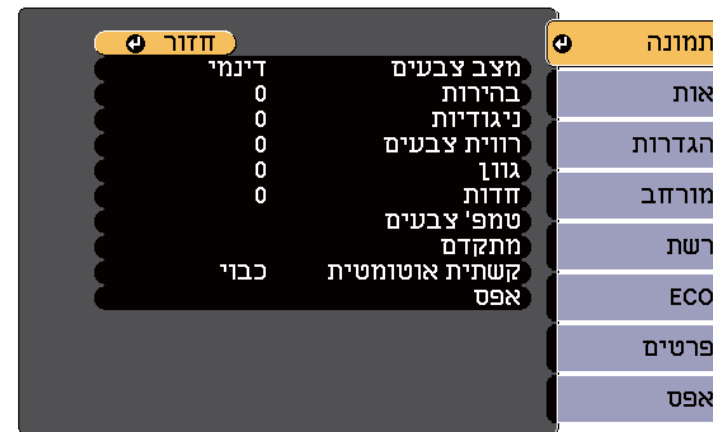 תמונה
אות
הגדרות
מורחב
רשת
ECO
פרטים
אפס
חזור
מצב צבעים דינמי
בהירות 0
ניגודיות 0
רווית צבעים 0
גוון 0
חדות 0
טמפ' צבעים
מתקדם
קשתית אוטומטית כבוי
אפס